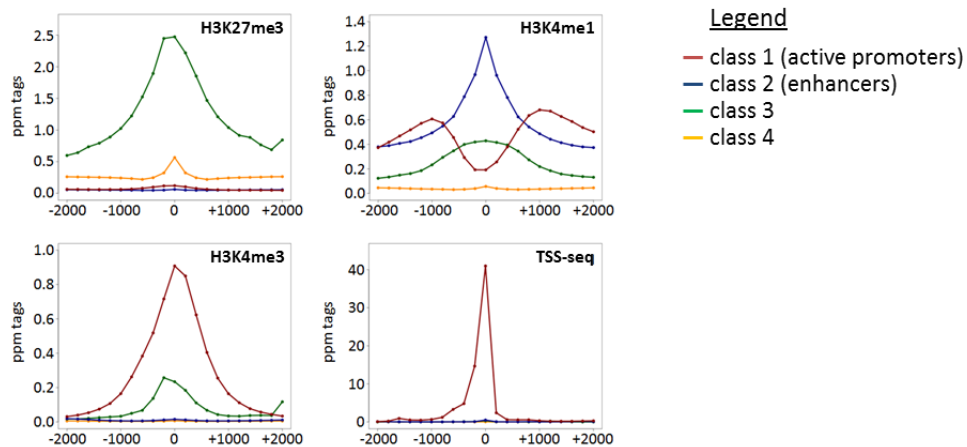 H3K27me3
2.5
2.0
1.5
1.0
0.5
0.0
ppm tags
-2000 -1000 0 +1000 +2000
H3K4me1
1.4
1.2
1.0
0.8
0.6
0.4
0.2
0.0
ppm tags
-2000 -1000 0 +1000 +2000
Legend
class 1 (active promoters)
class 2 (enhancers)
class 3
class 4
H3K4me3
1.0
0.8
0.6
0.4
0.2
0.0
ppm tags
-2000 -1000 0 +1000 +2000
TSS-seq
40
30
20
10
0
ppm tags
-2000 -1000 0 +1000 +2000